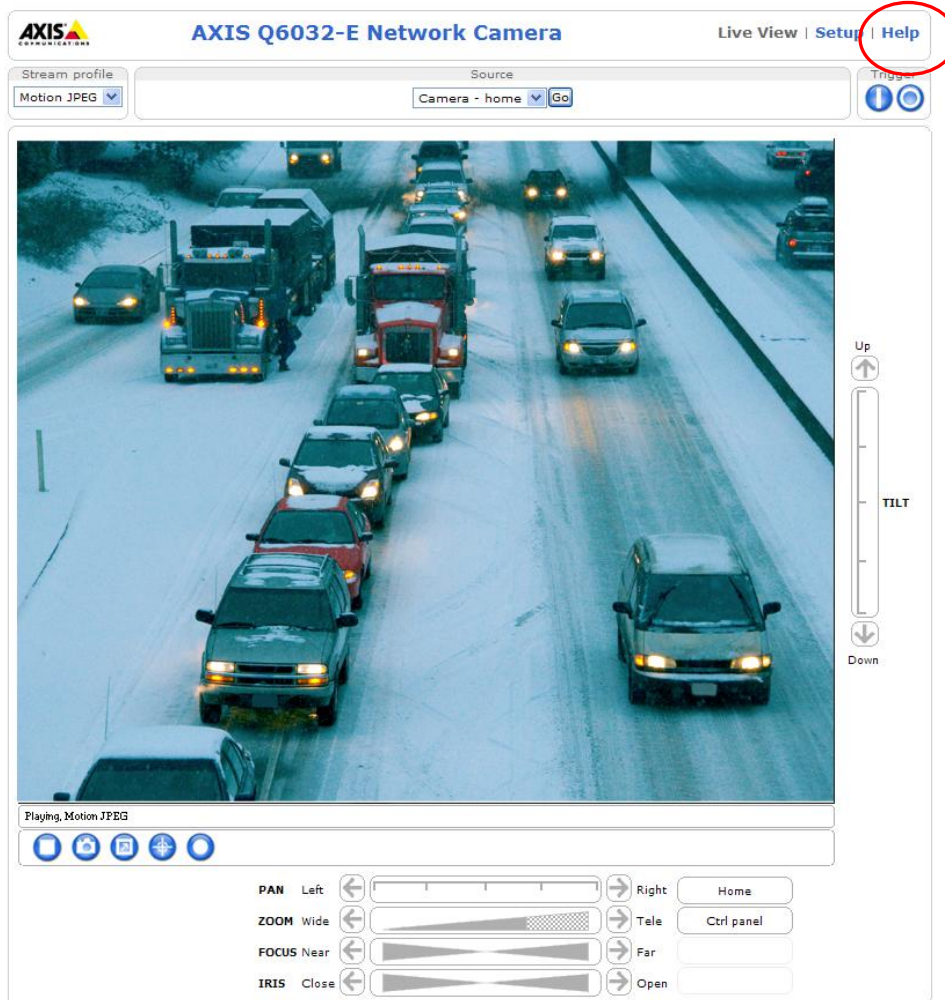 AXIS
COMMUNICATIONS
AXIS Q6032-E Network Camera
Live View | Setup | Help
Stream profile
Source
Trigger
Motion JPEG
Camera - home Go
Up
TILT
Down
Playing, Motion JPEG
PAN Left Right Home
ZOOM Wide Tele Ctrl panel
FOCUS Near Far
IRIS Close Open